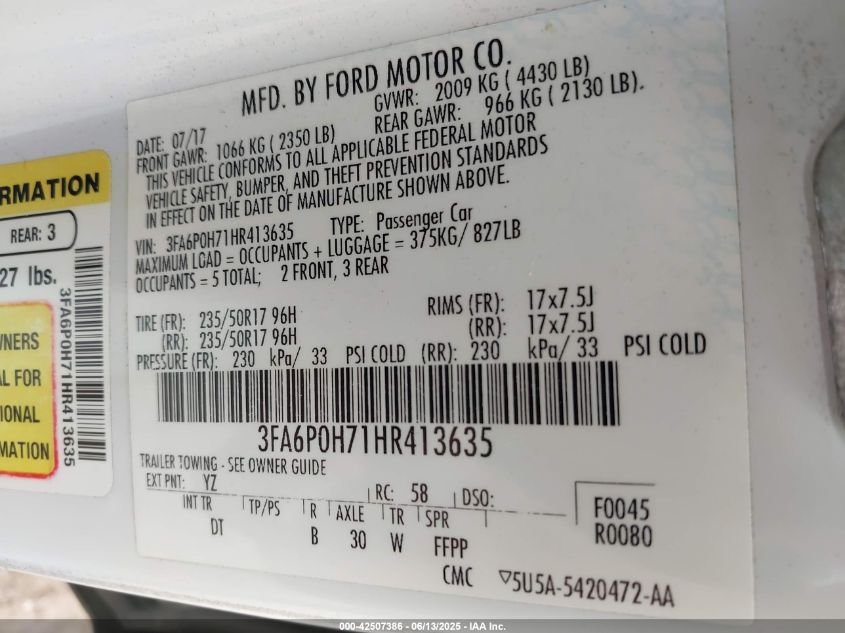 MFD. BY FORD MOTOR CO.
DATE: 07/17 GVWR: 2009 KG ( 4430 LB)
FRONT GAWR: 1066 KG ( 2350 LB) REAR GAWR: 966 KG ( 2130 LB).
THIS VEHICLE CONFORMS TO ALL APPLICABLE FEDERAL MOTOR
VEHICLE SAFETY, BUMPER, AND THEFT PREVENTION STANDARDS
IN EFFECT ON THE DATE OF MANUFACTURE SHOWN ABOVE.
VIN: 3FA6P0H71HR413635 TYPE: Passenger Car
MAXIMUM LOAD = OCCUPANTS + LUGGAGE = 375KG/ 827LB
OCCUPANTS = 5 TOTAL; 2 FRONT, 3 REAR
TIRE (FR): 235/50R17 96H RIMS (FR): 17x7.5J
(RR): 235/50R17 96H (RR): 17x7.5J
PRESSURE (FR): 230 kPa/ 33 PSI COLD (RR): 230 kPa/ 33 PSI COLD
3FA6P0H71HR413635
TRAILER TOWING - SEE OWNER GUIDE
EXT PNT: YZ RC: 58 DSO:
INT TR TP/PS R AXLE TR SPR
DT B 30 W FFPP
F0045
R0080
CMC ▽5U5A-5420472-AA
RMATION
REAR: 3
27 lbs.
3FA6P0H71HR413635
WNERS
AL FOR
IONAL
MATION
000-42507386 - 06/13/2025 - IAA Inc.